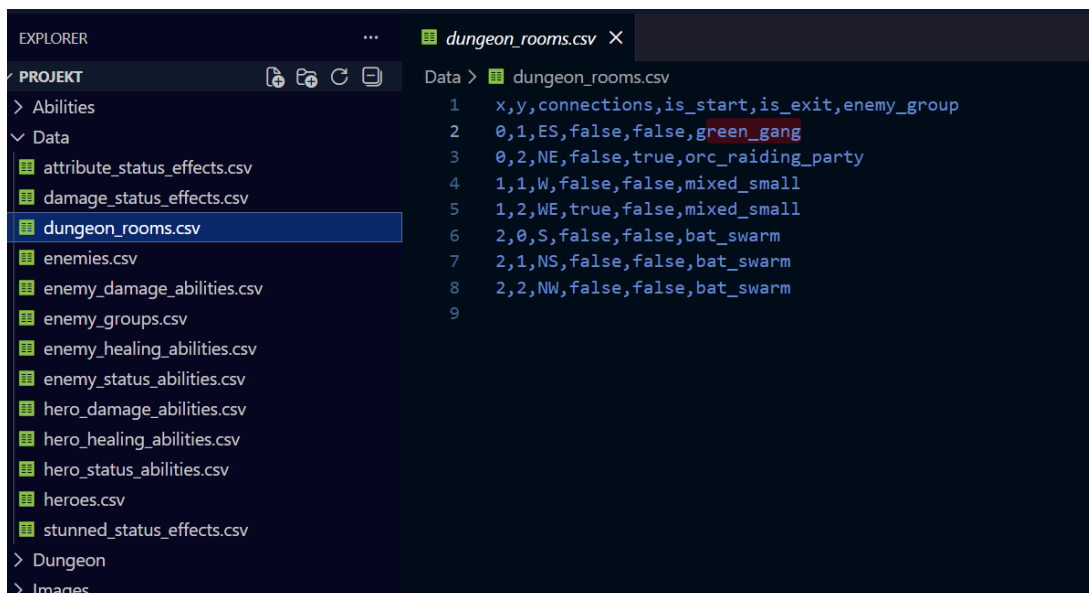 EXPLORER
PROJEKT
Abilities
Data
attribute_status_effects.csv
damage_status_effects.csv
dungeon_rooms.csv
enemies.csv
enemy_damage_abilities.csv
enemy_groups.csv
enemy_healing_abilities.csv
enemy_status_abilities.csv
hero_damage_abilities.csv
hero_healing_abilities.csv
hero_status_abilities.csv
heroes.csv
stunned_status_effects.csv
Dungeon
Images
dungeon_rooms.csv
Data > dungeon_rooms.csv
1 x,y,connections,is_start,is_exit,enemy_group
2 0,1,ES,false,false,green_gang
3 0,2,NE,false,true,orc_raiding_party
4 1,1,W,false,false,mixed_small
5 1,2,WE,true,false,mixed_small
6 2,0,S,false,false,bat_swarm
7 2,1,NS,false,false,bat_swarm
8 2,2,NW,false,false,bat_swarm
9